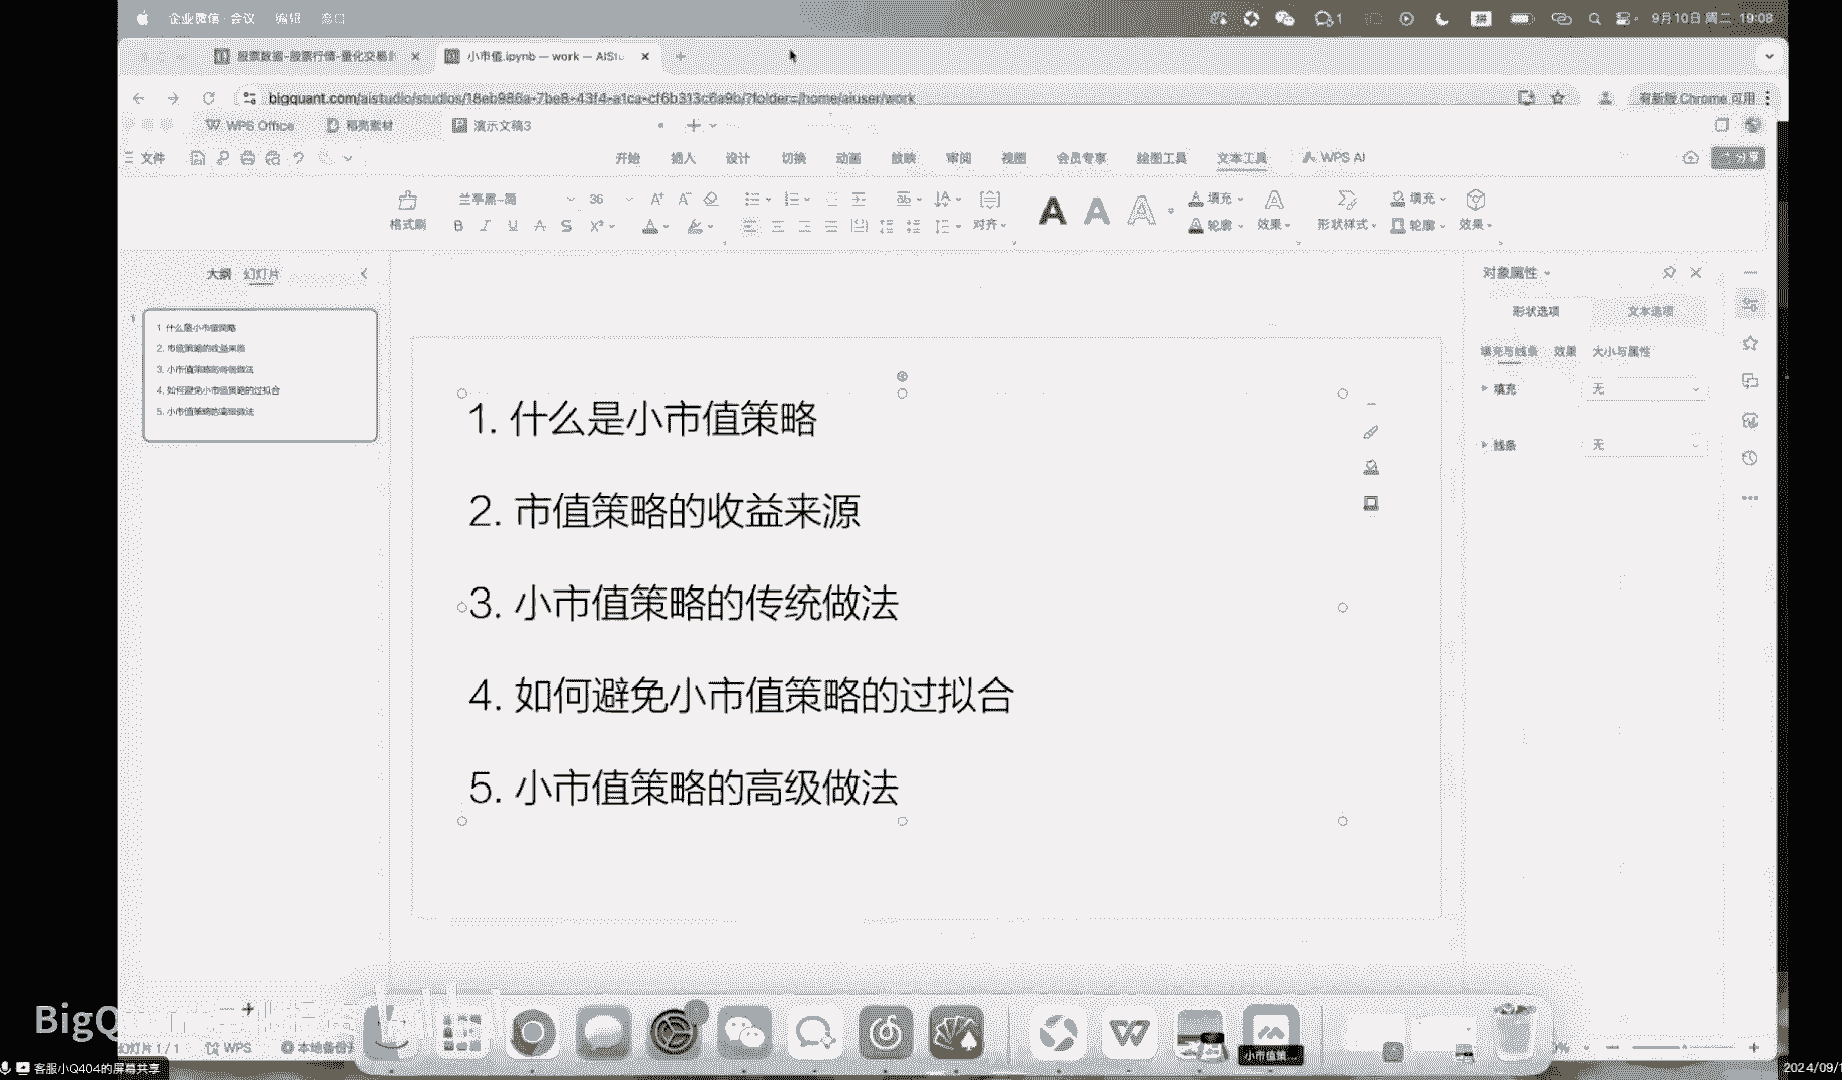 企业微信·会议 编辑 窗口
1
拼
9月10日 周二 19:08
股票数据-股票行情-量化交易
小市值.ipynb — work — AIStu
bigquant.com/aistudio/studios/18eb986a-7be8-43f4-a1ca-cf6b313c6a9b/?folder=/home/aiuser/work
有新版 Chrome 可用
WPS Office 稻壳素材 演示文稿3
文件 开始 插入 设计 切换 动画 放映 审阅 视图 会员专享 绘图工具 文本工具 WPS AI 分享
格式刷
兰亭黑-简 36
B I U A S X²
对齐
A A A
填充 轮廓 效果
形状样式 填充 轮廓 效果
大纲 幻灯片
对象属性
形状选项 文本选项
填充与线条 效果 大小与属性
填充 无
线条 无
1
1 什么是小市值策略
2. 市值策略的收益来源
3. 小市值策略的传统做法
4. 如何避免小市值策略的过拟合
5. 小市值策略的高级做法
1. 什么是小市值策略
2. 市值策略的收益来源
3. 小市值策略的传统做法
4. 如何避免小市值策略的过拟合
5. 小市值策略的高级做法
BigQ
幻灯片 1 / 1 WPS 本地备份
小市值策...
客服小Q404的屏幕共享
2024/09/1